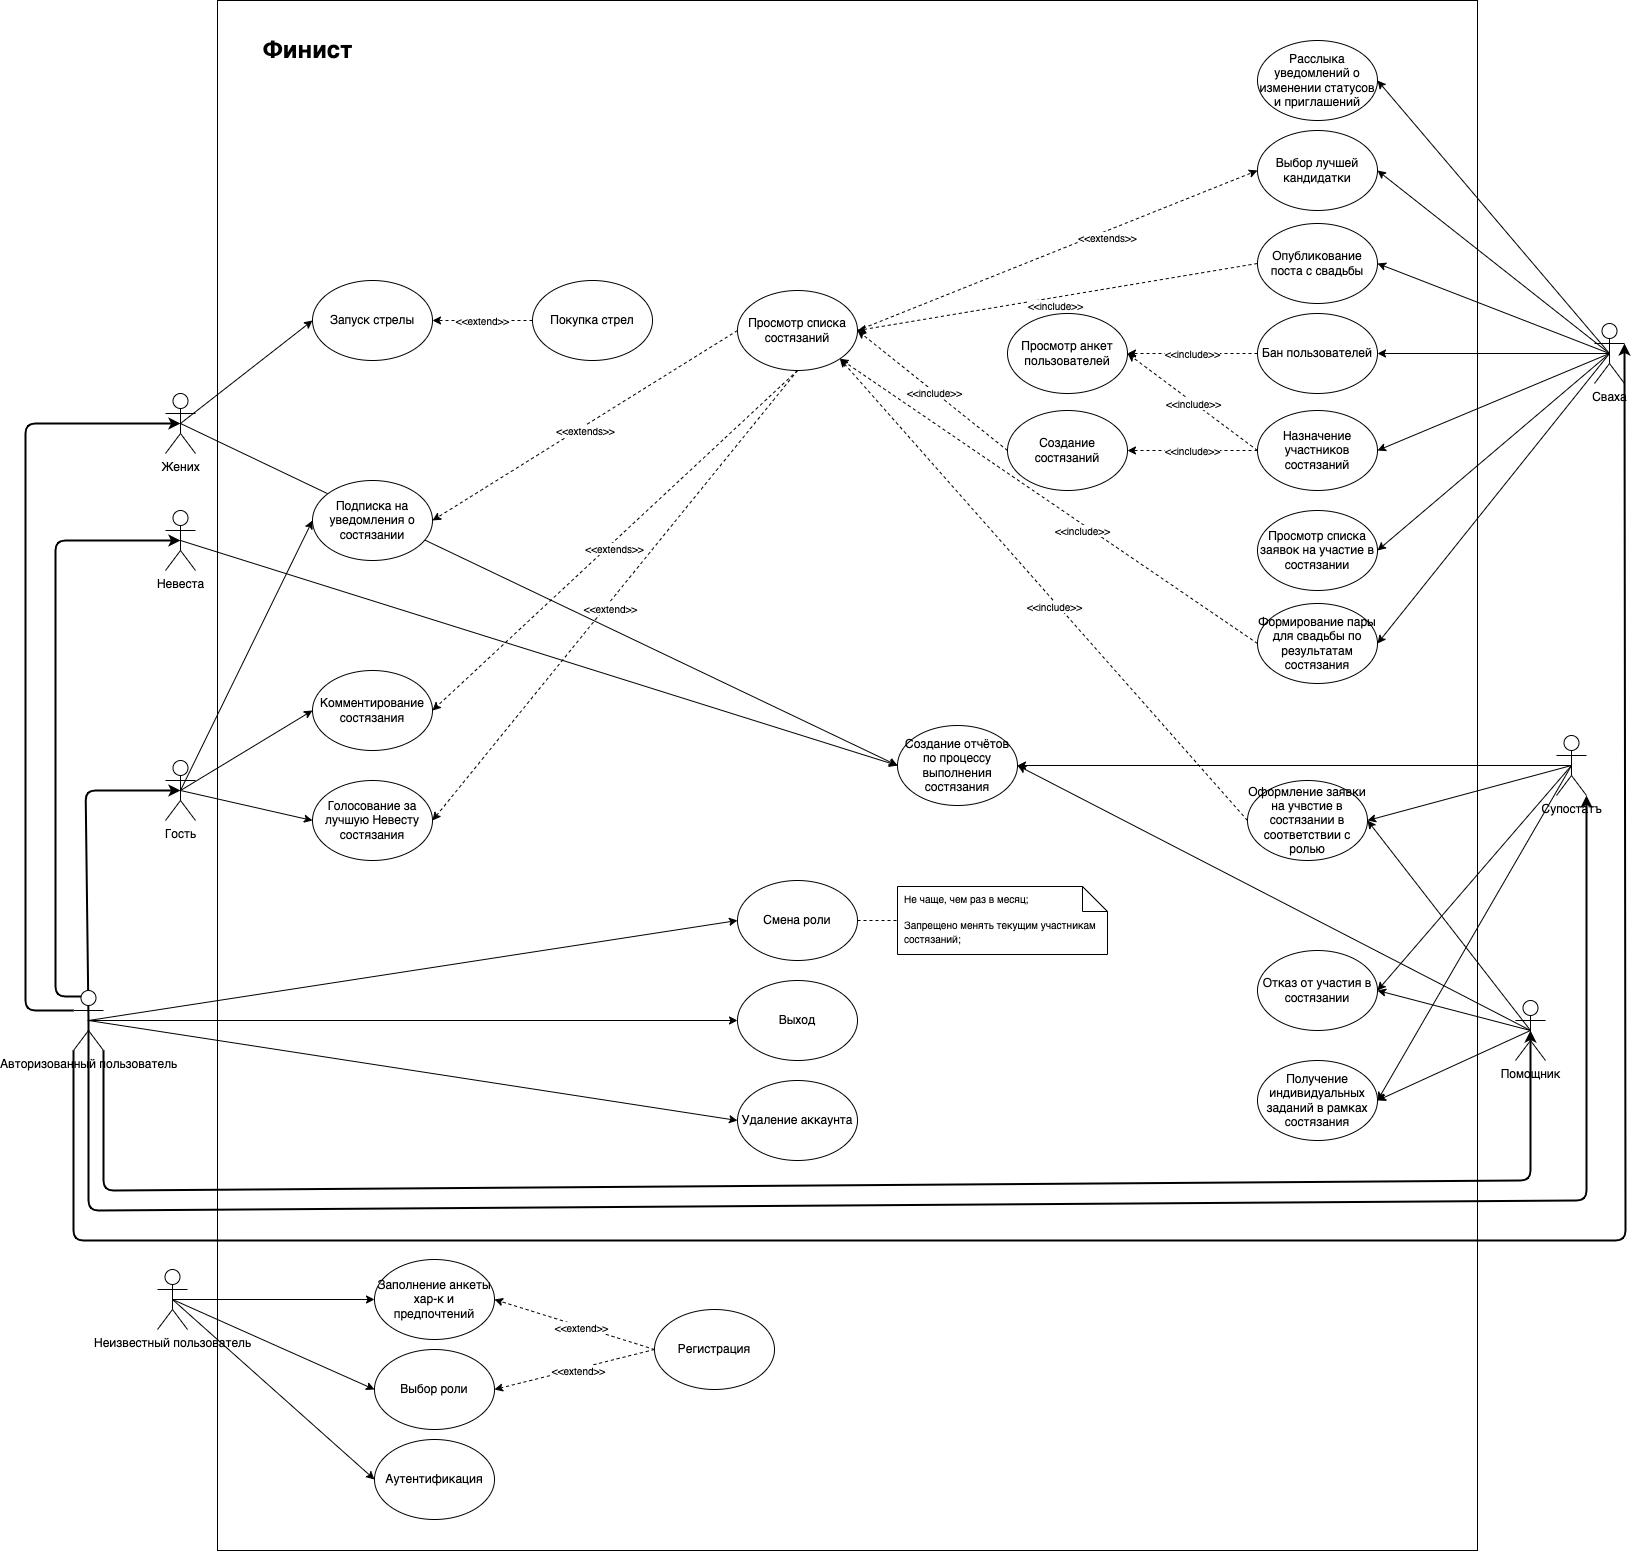 Финист
Расслыка
уведомлений о
изменении статусов
и приглашений
Выбор лучшей
кандидатки
<<extends>>
Опубликование
поста с свадьбы
<<include>>
Запуск стрелы
<<extend>>
Покупка стрел
Просмотр списка
состязаний
Просмотр анкет
пользователей
<<include>>
Бан пользователей
Сваха
<<include>>
<<include>>
<<extends>>
Создание
состязаний
<<include>>
Назначение
участников
состязаний
Жених
Подписка на
уведомления о
состязании
<<include>>
Просмотр списка
заявок на участие в
состязании
<<extends>>
Невеста
<<extend>>
<<include>>
Формирование пары
для свадьбы по
результатам
состязания
Комментирование
состязания
Создание отчётов
по процессу
выполнения
состязания
Голосование за
лучшую Невесту
состязания
Гость
Оформление заявки
на учвстие в
состязании в
соответствии с
ролью
Супостатъ
Смена роли
Не чаще, чем раз в месяц;
Запрещено менять текущим участникам
состязаний;
Отказ от участия в
состязании
Выход
Авторизованный пользователь
Помощник
Получение
индивидуальных
заданий в рамках
состязания
Удаление аккаунта
Заполнение анкеты
хар-к и
предпочтений
Неизвестный пользователь
<<extend>>
Регистрация
<<extend>>
Выбор роли
Аутентификация